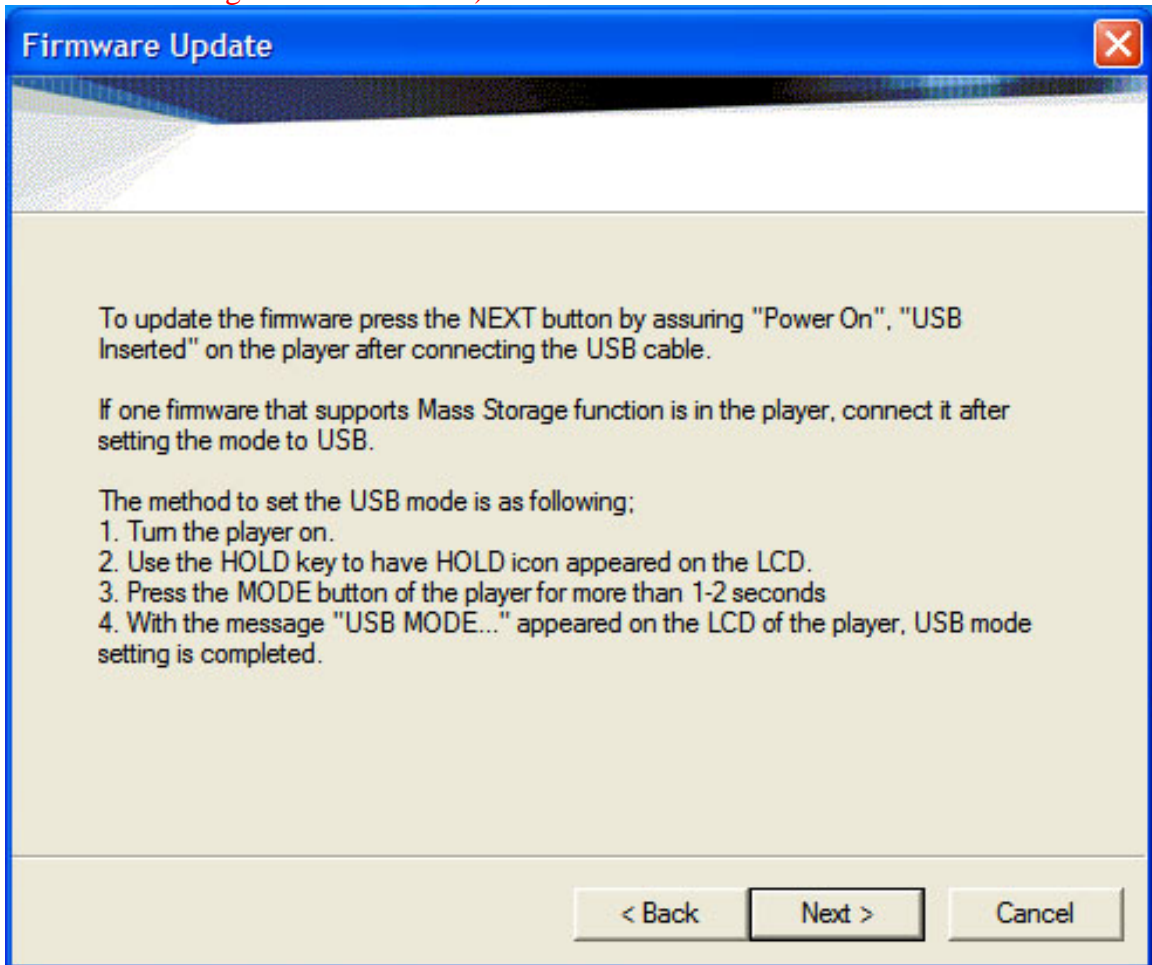 Firmware Update
To update the firmware press the NEXT button by assuring "Power On", "USB
Inserted" on the player after connecting the USB cable.
If one firmware that supports Mass Storage function is in the player, connect it after
setting the mode to USB.
The method to set the USB mode is as following;
1. Turn the player on.
2. Use the HOLD key to have HOLD icon appeared on the LCD.
3. Press the MODE button of the player for more than 1-2 seconds
4. With the message "USB MODE..." appeared on the LCD of the player, USB mode
setting is completed.
< Back
Next >
Cancel